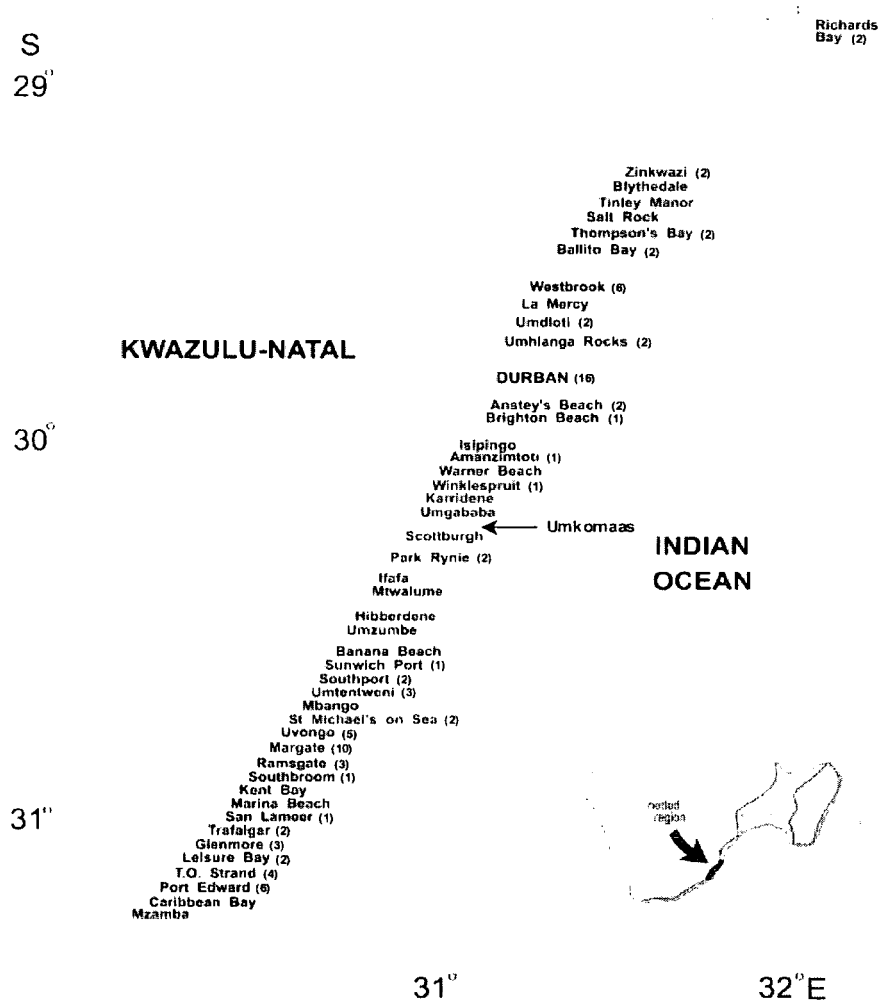 Richards
Bay (2)
S
29°
Zinkwazi (2)
Blythedale
Tinley Manor
Salt Rock
Thompson's Bay (2)
Ballito Bay (2)
Westbrook (6)
La Mercy
Umdloti (2)
KWAZULU-NATAL
Umhlanga Rocks (2)
DURBAN (16)
Anstey's Beach (2)
Brighton Beach (1)
30°
Isipingo
Amanzimtoti (1)
Warner Beach
Winklespruit (1)
Karridene
Umgababa
Umkomaas
Scottburgh
INDIAN
OCEAN
Park Rynie (2)
Ifafa
Mtwalume
Hibberdene
Umzumbe
Banana Beach
Sunwich Port (1)
Southport (2)
Umtentweni (3)
Mbango
St Michael's on Sea (2)
Uvongo (5)
Margate (10)
Ramsgate (3)
Southbroom (1)
Kent Bay
Marina Beach
San Lameer (1)
31°
Trafalgar (2)
Glenmore (3)
Leisure Bay (2)
T.O. Strand (4)
Port Edward (6)
Caribbean Bay
Mzamba
netted
region
31°
32°E